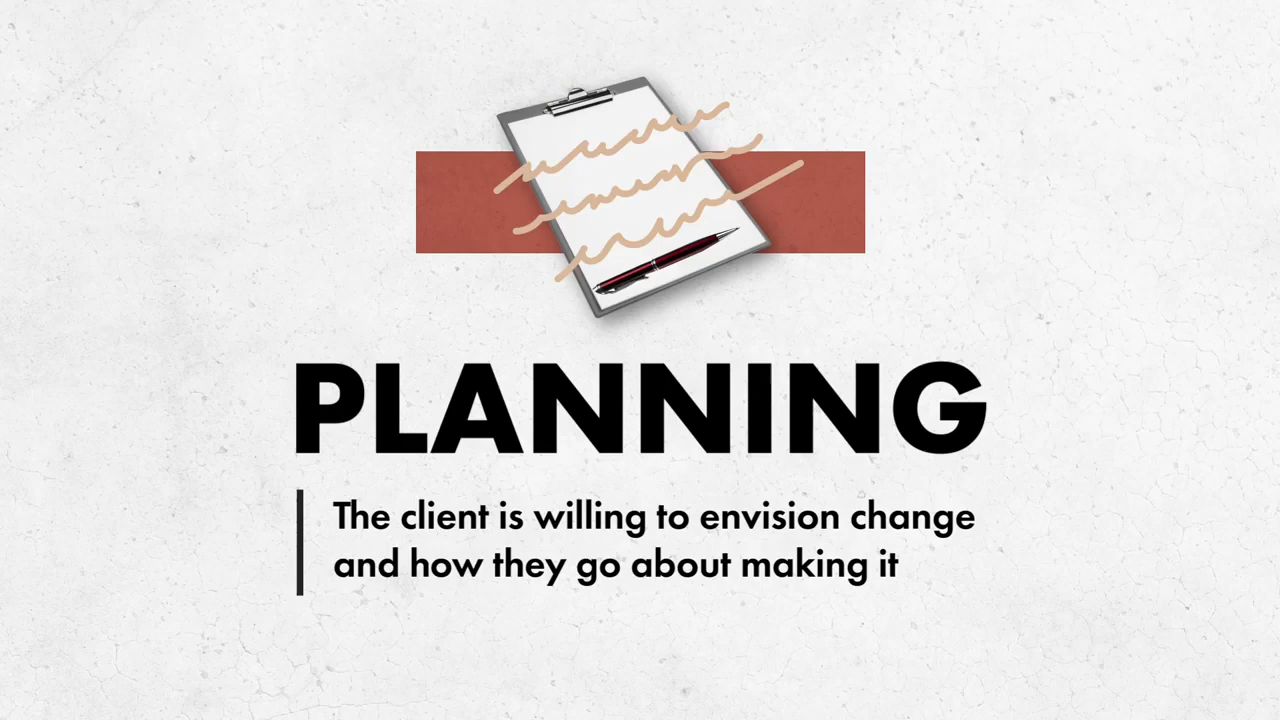 PLANNING
The client is willing to envision change
and how they go about making it